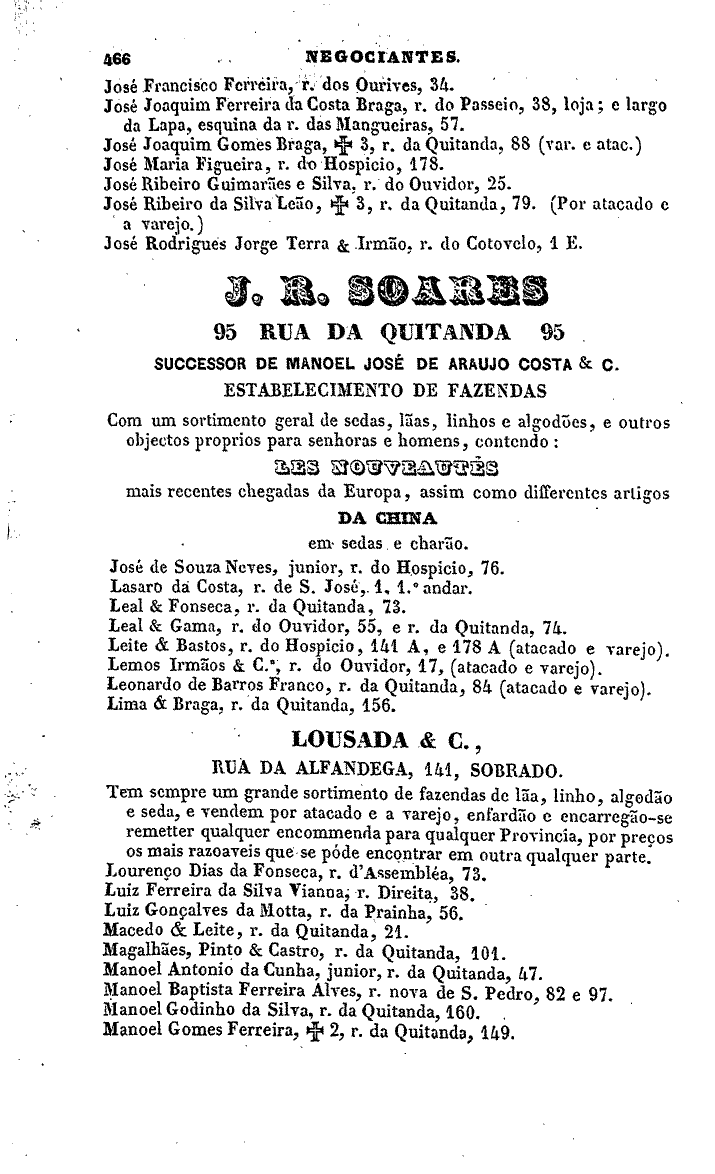 466 NEGOCIANTES.
José Francisco Ferreira, r. dos Ourives, 34.
José Joaquim Ferreira da Costa Braga, r. do Passeio, 38, loja; e largo
da Lapa, esquina da r. das Mangueiras, 57.
José Joaquim Gomes Braga, ✠ 3, r. da Quitanda, 88 (var. e atac.)
José Maria Figueira, r. do Hospicio, 178.
José Ribeiro Guimarães e Silva, r. do Ouvidor, 25.
José Ribeiro da Silva Leão, ✠ 3, r. da Quitanda, 79. (Por atacado e
a varejo.)
José Rodrigues Jorge Terra & Irmão, r. do Cotovelo, 1 E.
J. R. SOARES
95 RUA DA QUITANDA 95
SUCCESSOR DE MANOEL JOSÉ DE ARAUJO COSTA & C.
ESTABELECIMENTO DE FAZENDAS
Com um sortimento geral de sedas, lãas, linhos e algodões, e outros
objectos proprios para senhoras e homens, contendo :
LES NOUVEAUTÉS
mais recentes chegadas da Europa, assim como differentes artigos
DA CHINA
em sedas e charão.
José de Souza Neves, junior, r. do Hospicio, 76.
Lasaro da Costa, r. de S. José, 1, 1.º andar.
Leal & Fonseca, r. da Quitanda, 73.
Leal & Gama, r. do Ouvidor, 55, e r. da Quitanda, 74.
Leite & Bastos, r. do Hospicio, 141 A, e 178 A (atacado e varejo).
Lemos Irmãos & C.ª, r. do Ouvidor, 17, (atacado e varejo).
Leonardo de Barros Franco, r. da Quitanda, 84 (atacado e varejo).
Lima & Braga, r. da Quitanda, 156.
LOUSADA & C.,
RUA DA ALFANDEGA, 141, SOBRADO.
Tem sempre um grande sortimento de fazendas de lãa, linho, algodão
e seda, e vendem por atacado e a varejo, enfardão e encarregão-se
remetter qualquer encommenda para qualquer Provincia, por preços
os mais razoaveis que se póde encontrar em outra qualquer parte.
Lourenço Dias da Fonseca, r. d'Assembléa, 73.
Luiz Ferreira da Silva Vianna, r. Direita, 38.
Luiz Gonçalves da Motta, r. da Prainha, 56.
Macedo & Leite, r. da Quitanda, 21.
Magalhães, Pinto & Castro, r. da Quitanda, 101.
Manoel Antonio da Cunha, junior, r. da Quitanda, 47.
Manoel Baptista Ferreira Alves, r. nova de S. Pedro, 82 e 97.
Manoel Godinho da Silva, r. da Quitanda, 160.
Manoel Gomes Ferreira, ✠ 2, r. da Quitanda, 149.